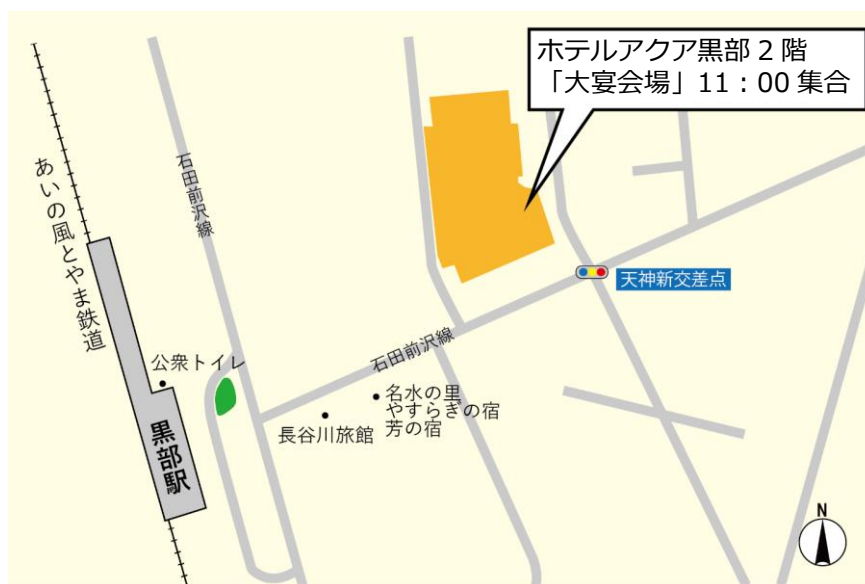 ホテルアクア黒部２階
「大宴会場」11：00 集合
石田前沢線
あいの風とやま鉄道
天神新交差点
石田前沢線
公衆トイレ
名水の里
やすらぎの宿
芳の宿
長谷川旅館
黒部駅
N